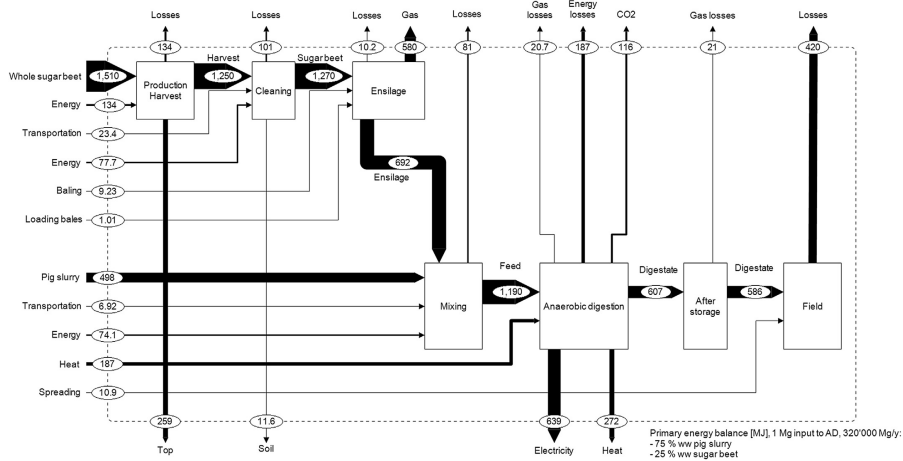 Losses
Losses
Losses
Gas
Losses
Gas
losses
Energy
losses
CO2
Gas losses
Losses
134
101
10.2
580
81
20.7
187
116
21
420
Whole sugar beet
1,510
Production
Harvest
Harvest
1,250
Cleaning
Sugar beet
1,270
Ensilage
Energy
134
Transportation
23.4
Energy
77.7
692
Ensilage
Baling
9.23
Loading bales
1.01
Pig slurry
498
Mixing
Feed
1,190
Anaerobic digestion
Digestate
607
After
storage
Digestate
586
Field
Transportation
6.92
Energy
74.1
Heat
187
Spreading
10.9
259
11.6
639
272
Top
Soil
Electricity
Heat
Primary energy balance [MJ], 1 Mg input to AD, 320'000 Mg/y:
- 75 % ww pig slurry
- 25 % ww sugar beet